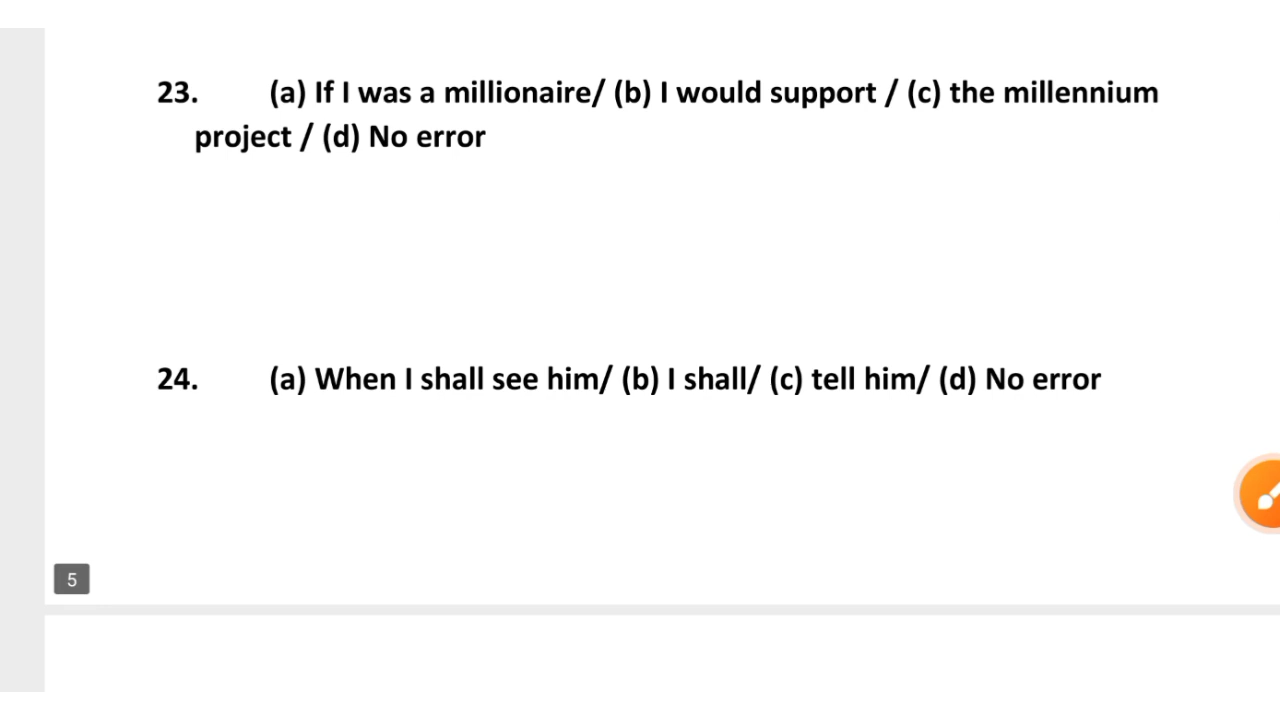 23. (a) If I was a millionaire/ (b) I would support / (c) the millennium
project / (d) No error
24. (a) When I shall see him/ (b) I shall/ (c) tell him/ (d) No error
5